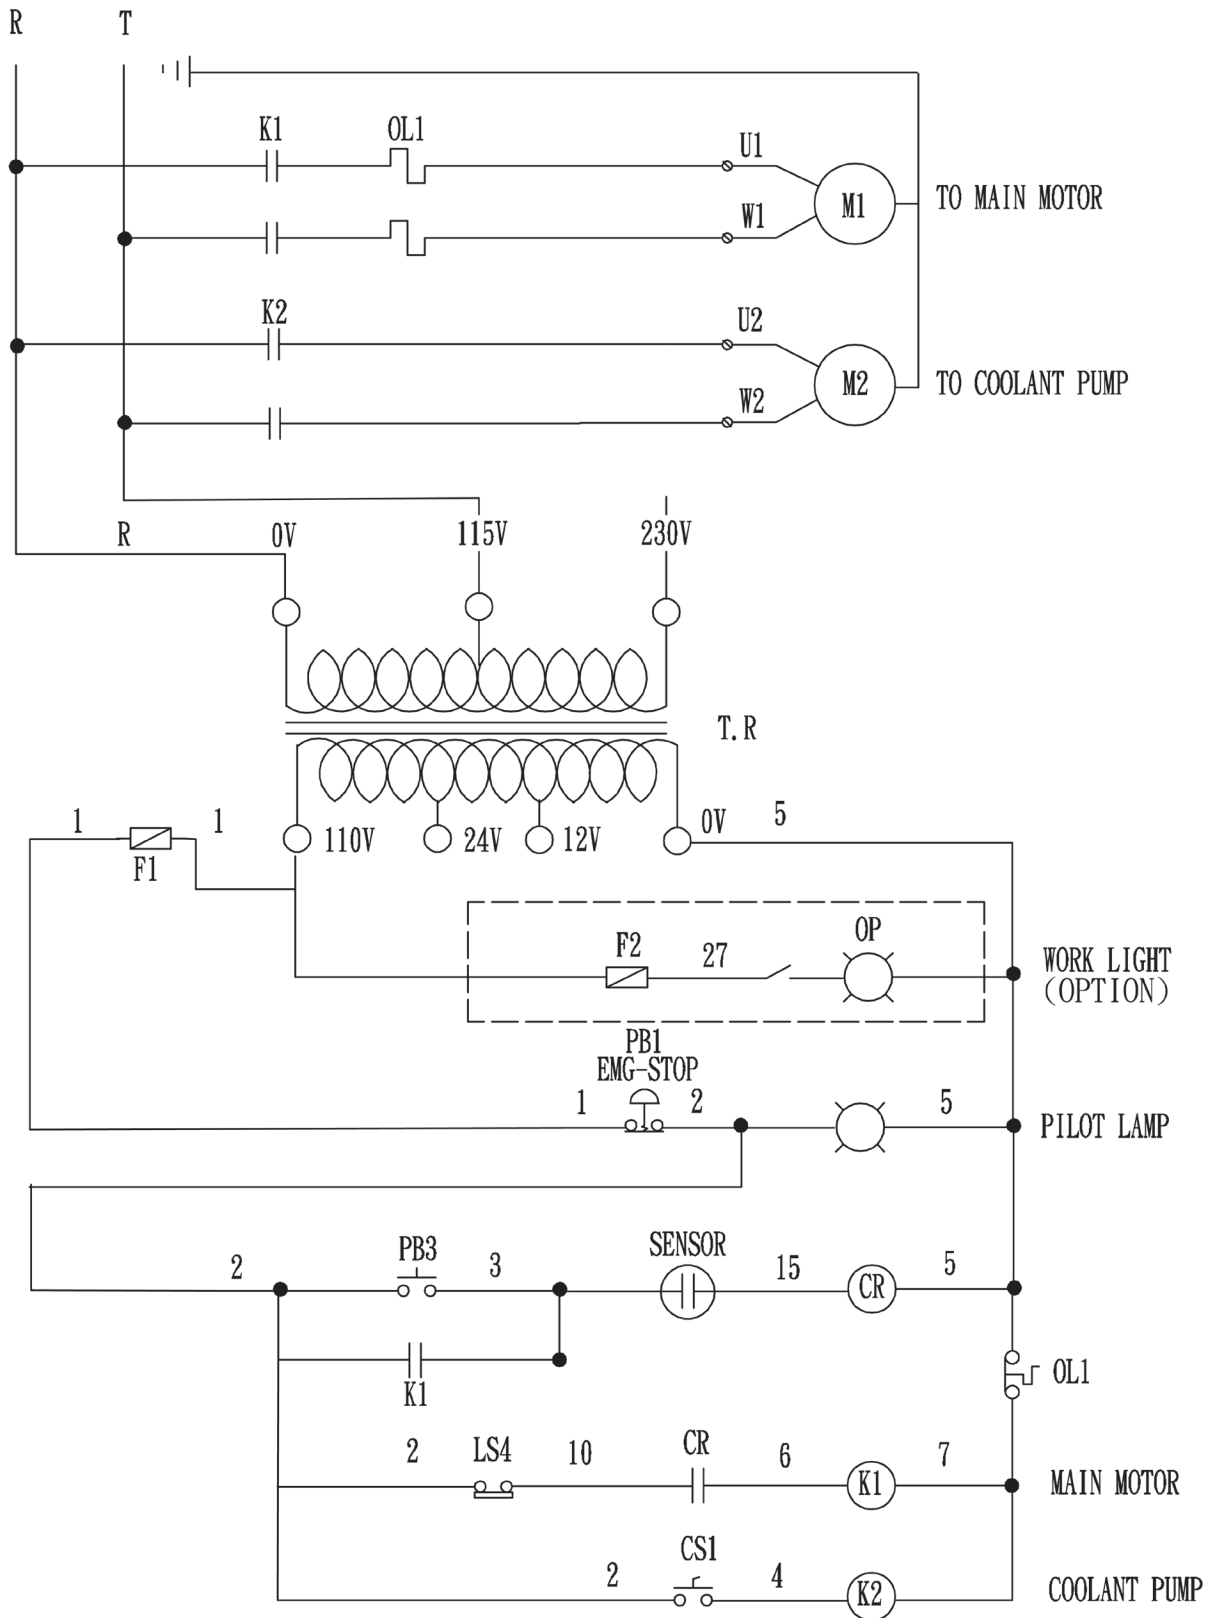 R T
K1 OL1 U1
M1 TO MAIN MOTOR
W1
K2 U2
M2 TO COOLANT PUMP
W2
R 0V 115V 230V
T.R
1 1 110V 24V 12V 0V 5
F1
OP
F2 27 WORK LIGHT
(OPTION)
PB1
EMG-STOP
1 2 5
PILOT LAMP
2 PB3 3 SENSOR 15 5
CR
K1 OL1
2 LS4 10 CR 6 7
K1 MAIN MOTOR
CS1
2 4
K2 COOLANT PUMP